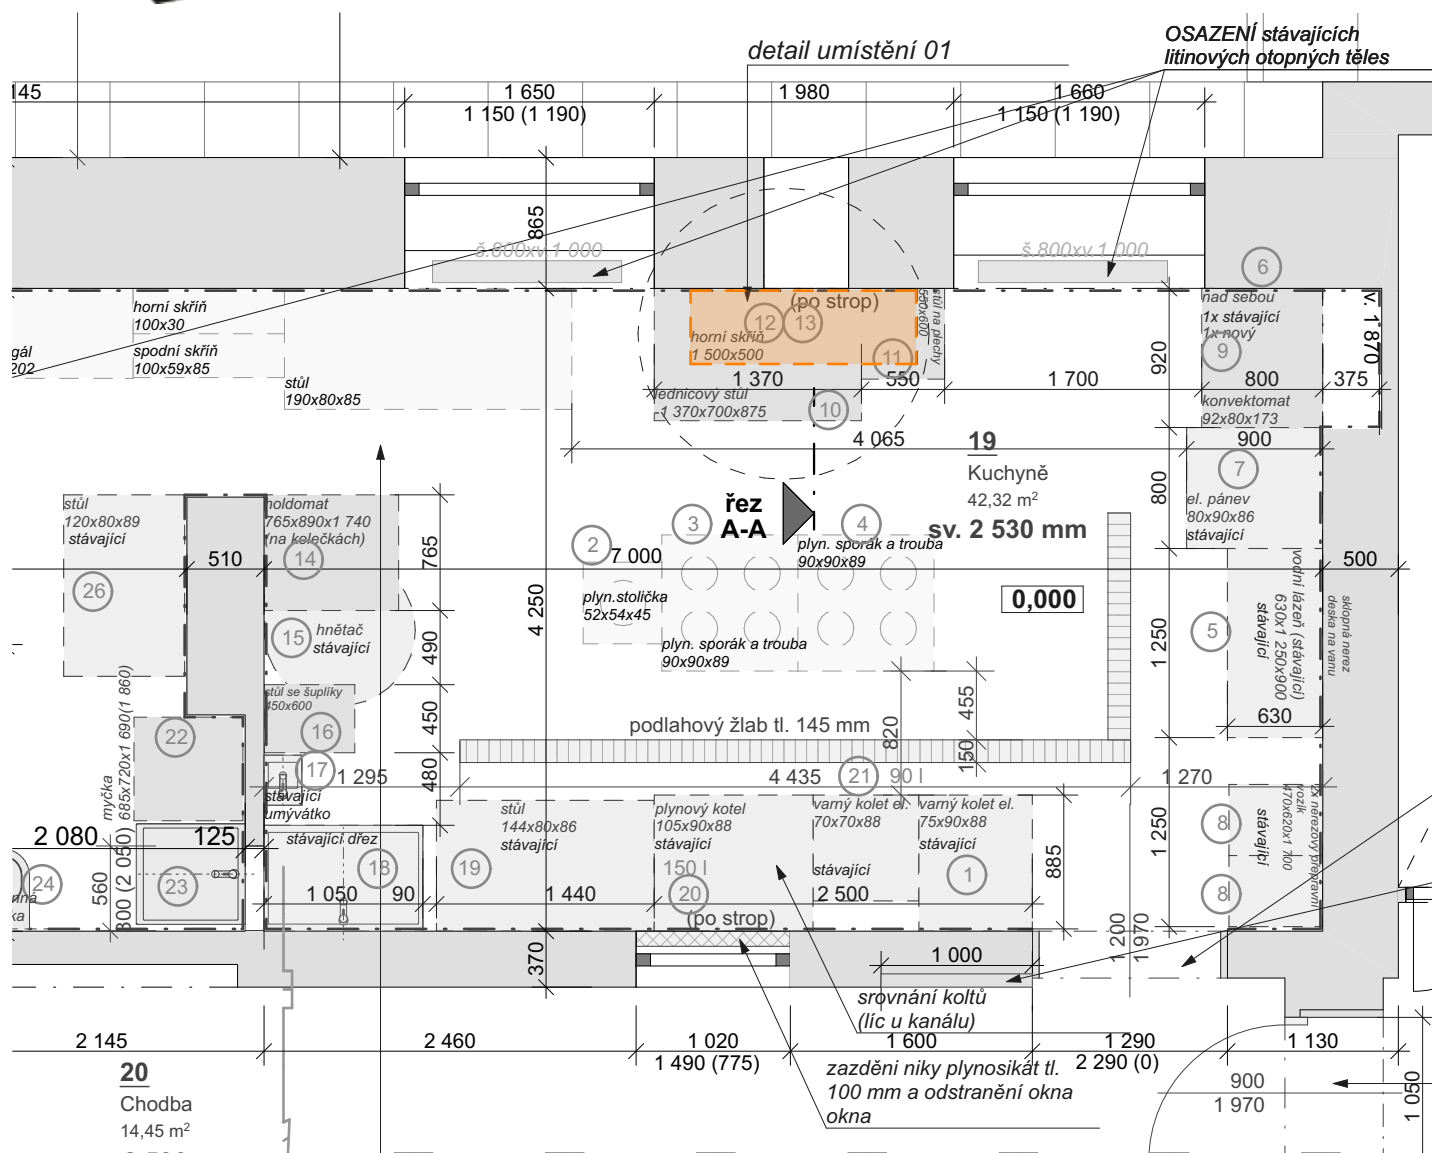 OSAZENÍ stávajících
litinových otopných těles
detail umístění 01
145
1 650
1 150 (1 190)
1 980
1 660
1 150 (1 190)
865
š.800xv.1 000
š.800xv.1 000
6
(po strop)
12
13
horní skříň
1 500x500
11
stůl na plechy
550x600
nad sebou
1x stávající
1x nový
9
v. 1 870
920
horní skříň
100x30
spodní skříň
100x59x85
gál
202
stůl
190x80x85
1 370
550
1 700
800
375
lednicový stůl
1 370x700x875
10
konvektomat
92x80x173
4 065
900
19
Kuchyně
42,32 m²
sv. 2 530 mm
7
800
el. pánev
80x90x86
stávající
stůl
120x80x89
stávající
26
510
holdomat
765x890x1 740
(na kolečkách)
14
765
řez
A-A
2
3
4
7 000
plyn. sporák a trouba
90x90x89
plyn.stolička
52x54x45
plyn. sporák a trouba
90x90x89
0,000
500
4 250
15
hnětač
stávající
490
5
1 250
vodní lázeň (stávající)
630x1 250x900
stávající
sklopná nerez
deska na vanu
630
stůl se šuplíky
450x600
16
450
podlahový žlab tl. 145 mm
820
455
150
22
myčka
685x720x1 690(1 860)
17
1 295
480
stávající
umývátko
4 435
21
90 l
1 270
2 080
125
stávající dřez
18
stůl
144x80x86
stávající
19
plynový kotel
105x90x88
stávající
150 l
20
(po strop)
varný kolet el.
70x70x88
stávající
varný kolet el.
75x90x88
stávající
1
885
1 250
8
8
stávající
2x nerezový přepravní
vozík
470x620x1 700
24
23
560
800 (2 050)
1 050
90
1 440
2 500
370
1 000
1 200
1 970
srovnání koltů
(líc u kanálu)
2 145
2 460
1 020
1 490 (775)
1 600
1 290
2 290 (0)
1 130
zazdění niky plynosikát tl.
100 mm a odstranění okna
okna
900
1 970
1 050
20
Chodba
14,45 m²